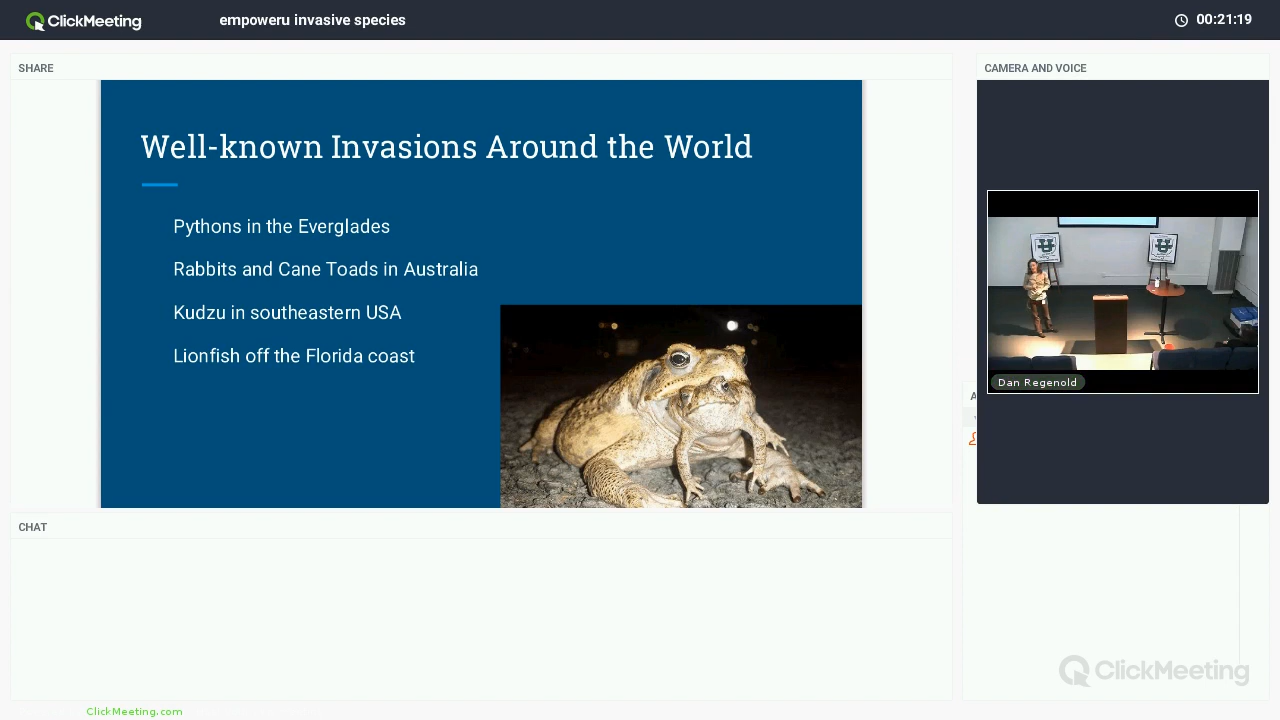 ClickMeeting
empoweru invasive species
00:21:19
SHARE
Well-known Invasions Around the World
Pythons in the Everglades
Rabbits and Cane Toads in Australia
Kudzu in southeastern USA
Lionfish off the Florida coast
CAMERA AND VOICE
Dan Regenold
A
CHAT
ClickMeeting
ClickMeeting.com